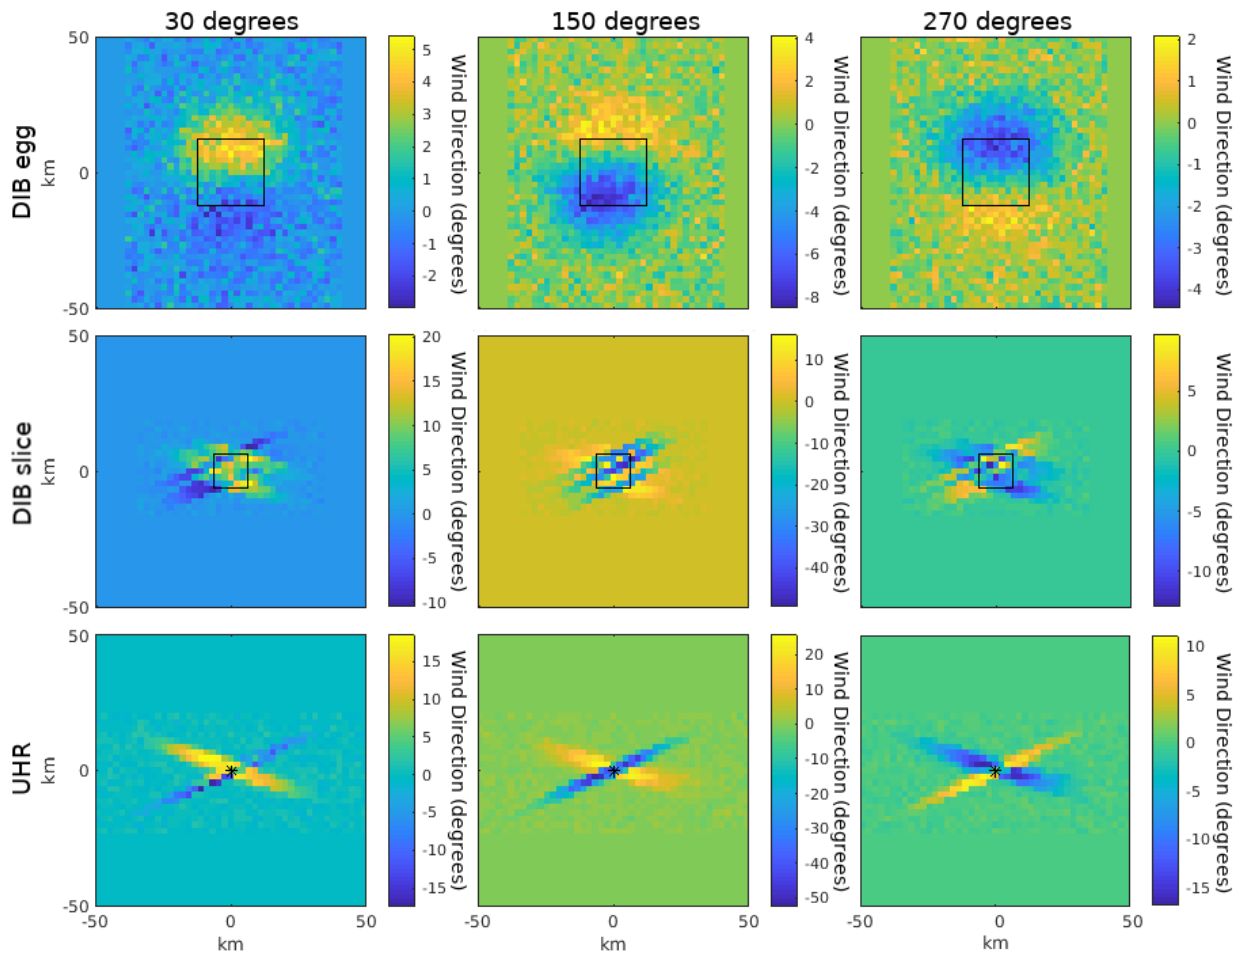 30 degrees
150 degrees
270 degrees
DIB egg
km
50
0
-50
5
4
3
2
1
0
-1
-2
Wind Direction (degrees)
4
2
0
-2
-4
-6
-8
Wind Direction (degrees)
2
1
0
-1
-2
-3
-4
Wind Direction (degrees)
DIB slice
km
50
0
-50
20
15
10
5
0
-5
-10
Wind Direction (degrees)
10
0
-10
-20
-30
-40
Wind Direction (degrees)
5
0
-5
-10
Wind Direction (degrees)
UHR
km
50
0
-50
15
10
5
0
-5
-10
-15
Wind Direction (degrees)
20
10
0
-10
-20
-30
-40
-50
Wind Direction (degrees)
10
5
0
-5
-10
-15
Wind Direction (degrees)
-50 0 50
km
-50 0 50
km
-50 0 50
km